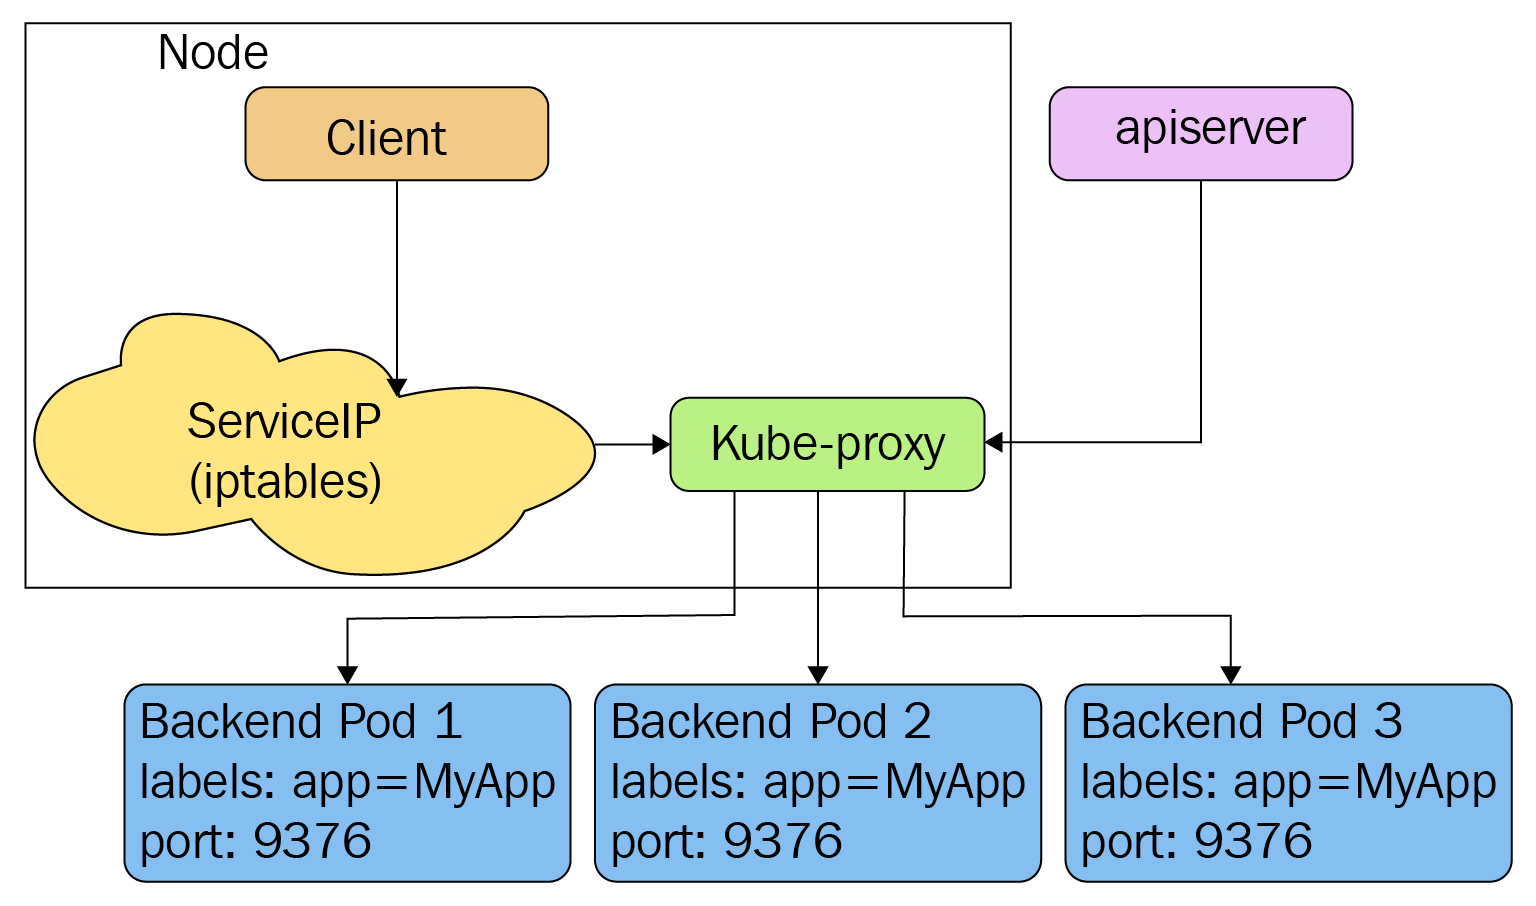 Node
Client
apiserver
ServiceIP
(iptables)
Kube-proxy
Backend Pod 1
labels: app=MyApp
port: 9376
Backend Pod 2
labels: app=MyApp
port: 9376
Backend Pod 3
labels: app=MyApp
port: 9376